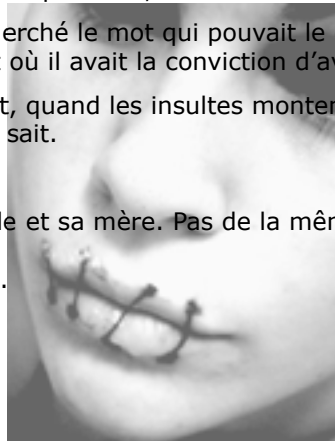 erché le mot qui pouvait le
où il avait la conviction d'av
t, quand les insultes monter
sait.
le et sa mère. Pas de la mêm
.